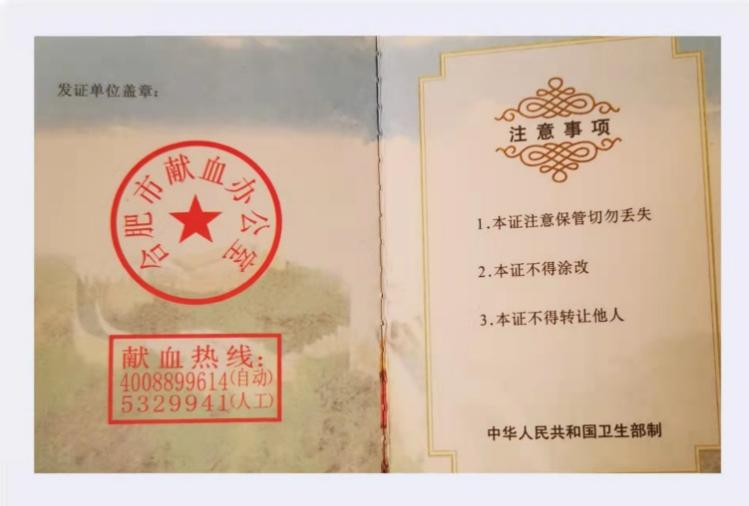 发证单位盖章：
合肥市献血办公室
献血热线：
4008899614(自动)
5329941(人工)
注意事项
1.本证注意保管切勿丢失
2.本证不得涂改
3.本证不得转让他人
中华人民共和国卫生部制